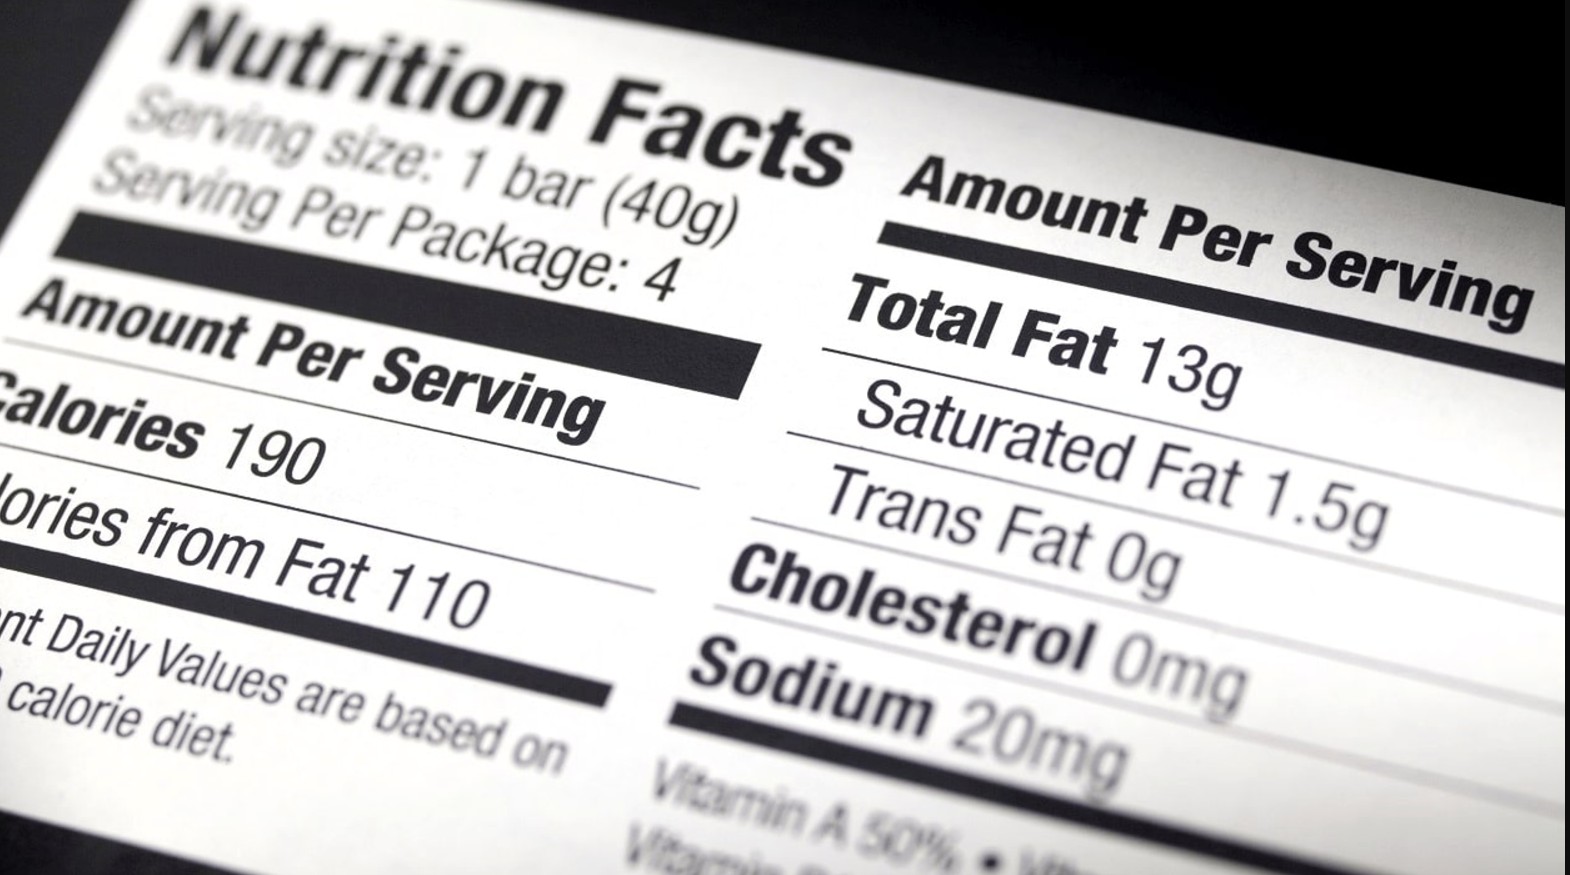 Nutrition Facts
Serving size: 1 bar (40g)
Serving Per Package: 4
Amount Per Serving
Calories 190
lories from Fat 110
nt Daily Values are based on
calorie diet.
Amount Per Serving
Total Fat 13g
Saturated Fat 1.5g
Trans Fat 0g
Cholesterol 0mg
Sodium 20mg
Vitamin A 50% •
Vitamin